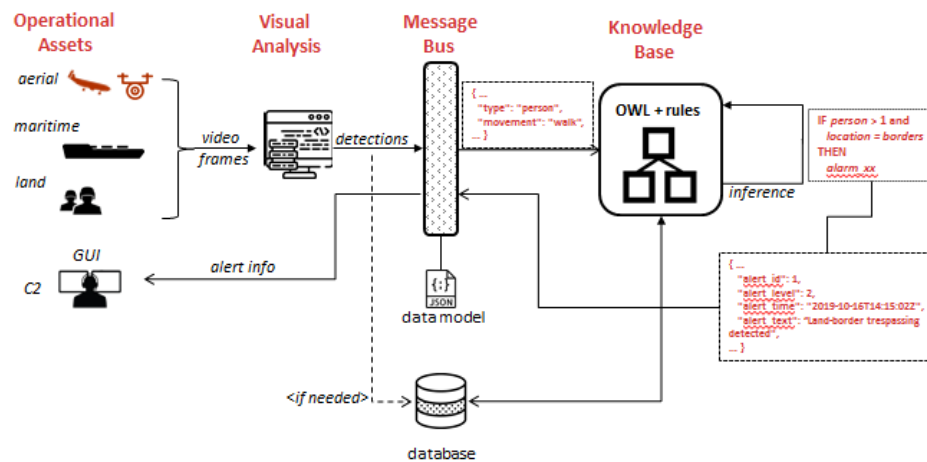 Operational
Assets
Visual
Analysis
Message
Bus
Knowledge
Base
aerial
maritime
land
video
frames
detections
{ ...
"type": "person",
"movement": "walk",
... }
OWL + rules
inference
IF person > 1 and
location = borders
THEN
alarm_xx
GUI
C2
alert info
{:}
JSON
data model
{ ...
"alert_id": 1,
"alert_level": 2,
"alert_time": "2019-10-16T14:15:02Z",
"alert_text": "Land-border trespassing
detected",
... }
<if needed>
database